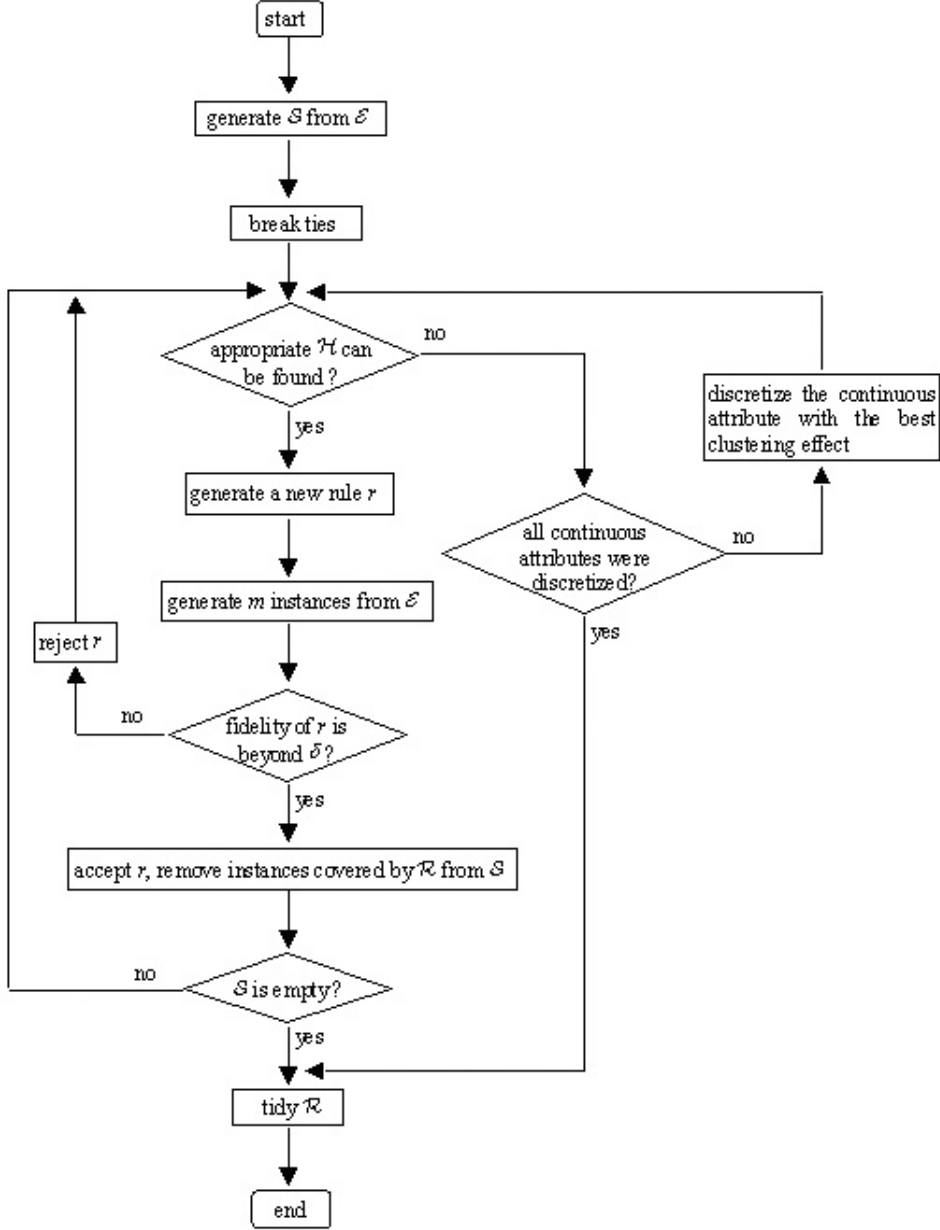 start
generate 𝒮 from ℰ
break ties
appropriate ℋ can
be found?
no
yes
discretize the continuous
attribute with the best
clustering effect
generate a new rule r
all continuous
attributes were
discretized?
no
yes
generate m instances from ℰ
reject r
no
fidelity of r is
beyond δ?
yes
accept r, remove instances covered by ℛ from 𝒮
no
𝒮 is empty?
yes
tidy ℛ
end